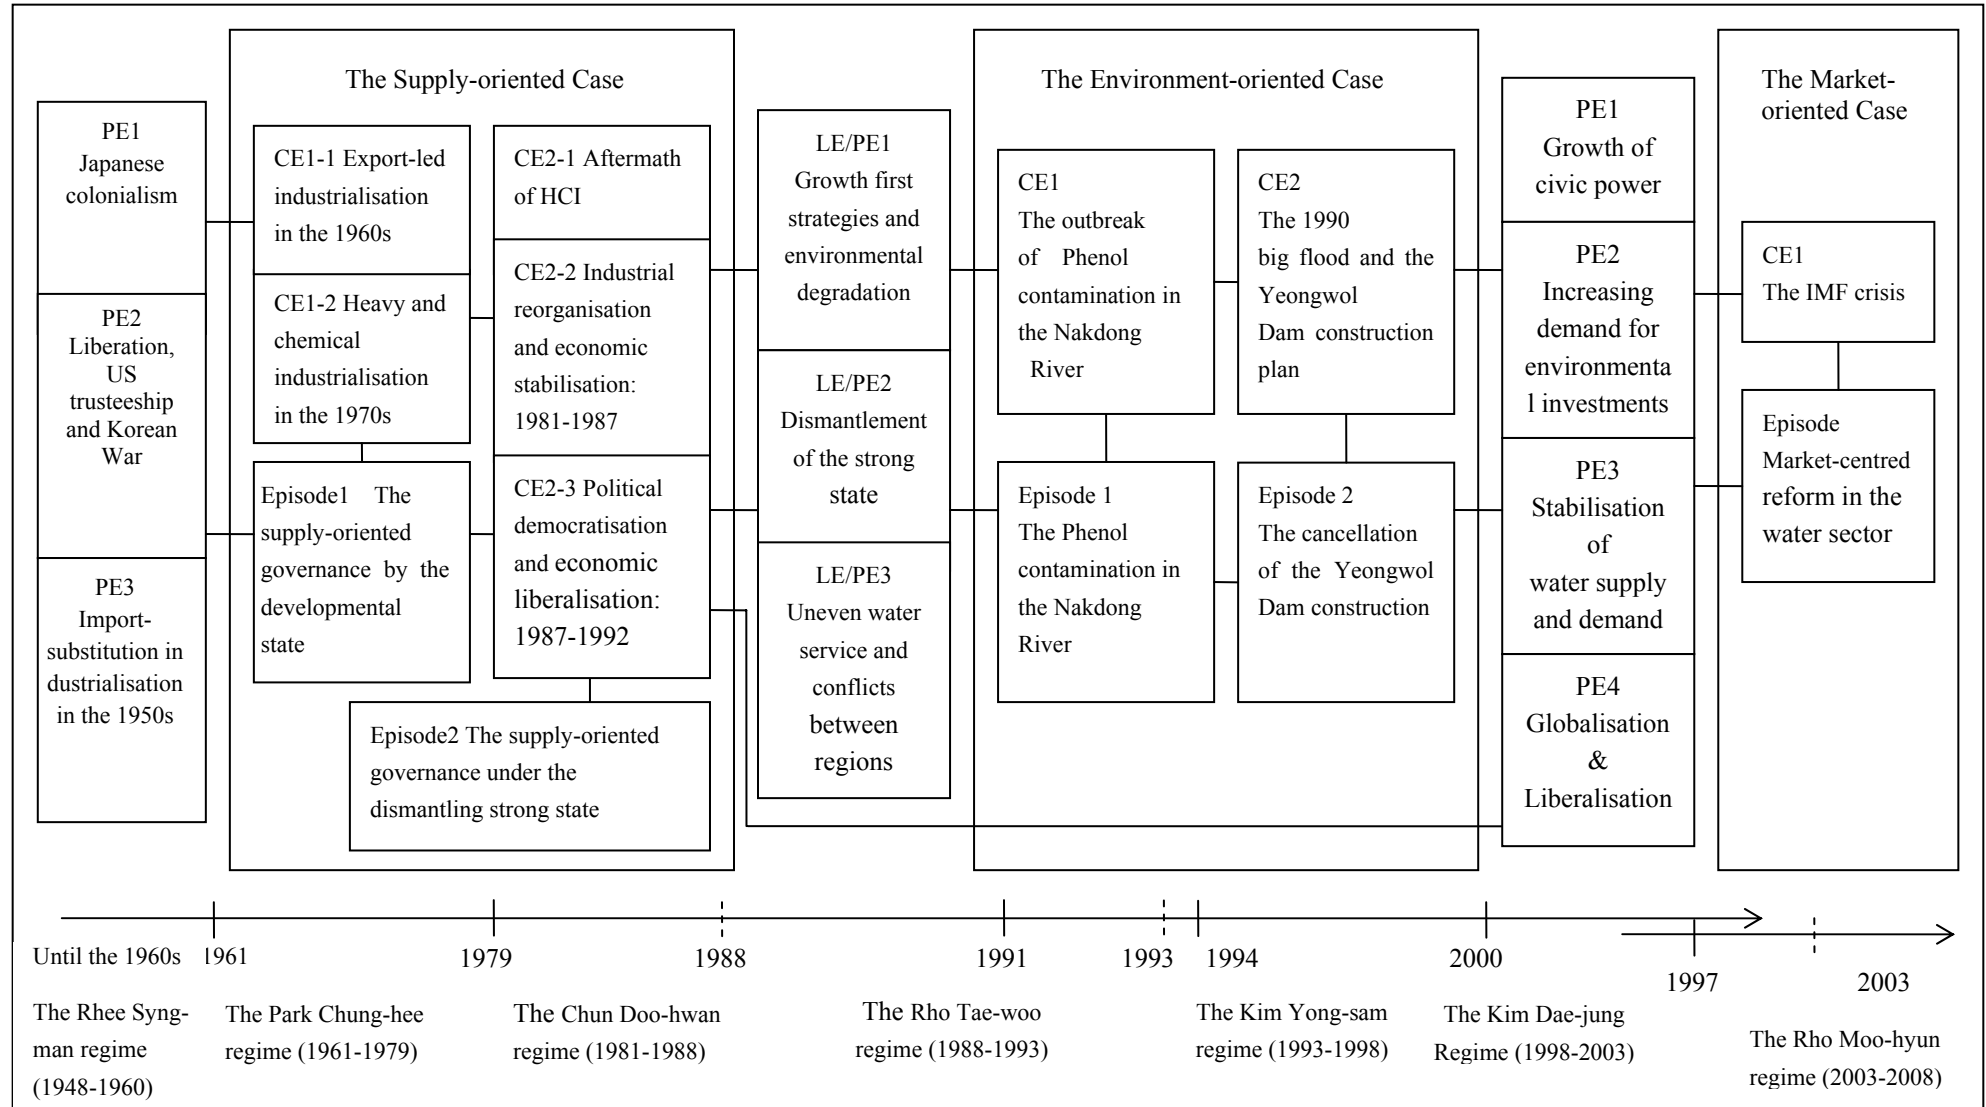 PE1
Japanese
colonialism
PE2
Liberation,
US
trusteeship
and Korean
War
PE3
Import-
substitution in
dustrialisation
in the 1950s
The Supply-oriented Case
CE1-1 Export-led
industrialisation
in the 1960s
CE1-2 Heavy and
chemical
industrialisation
in the 1970s
Episode1 The
supply-oriented
governance by the
developmental
state
CE2-1 Aftermath
of HCI
CE2-2 Industrial
reorganisation
and economic
stabilisation:
1981-1987
CE2-3 Political
democratisation
and economic
liberalisation:
1987-1992
Episode2 The supply-oriented
governance under the
dismantling strong state
LE/PE1
Growth first
strategies and
environmental
degradation
LE/PE2
Dismantlement
of the strong
state
LE/PE3
Uneven water
service and
conflicts
between
regions
The Environment-oriented Case
CE1
The outbreak
of Phenol
contamination in
the Nakdong
River
Episode 1
The Phenol
contamination in
the Nakdong
River
CE2
The 1990
big flood and the
Yeongwol
Dam construction
plan
Episode 2
The cancellation
of the Yeongwol
Dam construction
PE1
Growth of
civic power
PE2
Increasing
demand for
environmenta
l investments
PE3
Stabilisation
of
water supply
and demand
PE4
Globalisation
&
Liberalisation
The Market-
oriented Case
CE1
The IMF crisis
Episode
Market-centred
reform in the
water sector
Until the 1960s
1961
1979
1988
1991
1993
1994
2000
1997
2003
The Rhee Syng-
man regime
(1948-1960)
The Park Chung-hee
regime (1961-1979)
The Chun Doo-hwan
regime (1981-1988)
The Rho Tae-woo
regime (1988-1993)
The Kim Yong-sam
regime (1993-1998)
The Kim Dae-jung
Regime (1998-2003)
The Rho Moo-hyun
regime (2003-2008)